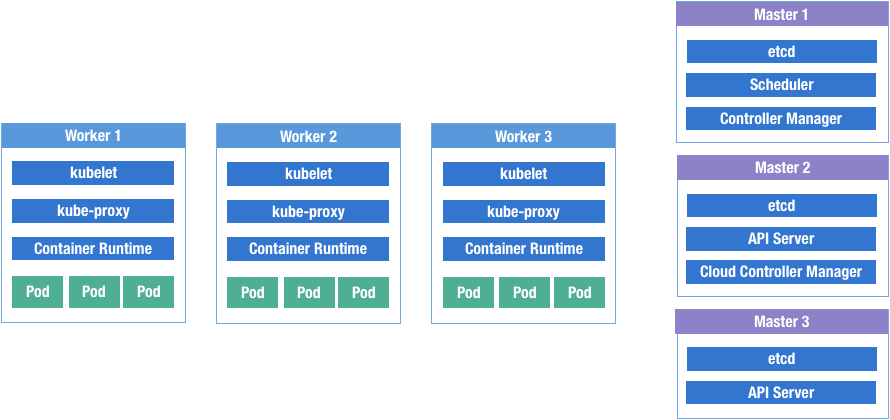 Worker 1
kubelet
kube-proxy
Container Runtime
Pod Pod Pod
Worker 2
kubelet
kube-proxy
Container Runtime
Pod Pod Pod
Worker 3
kubelet
kube-proxy
Container Runtime
Pod Pod Pod
Master 1
etcd
Scheduler
Controller Manager
Master 2
etcd
API Server
Cloud Controller Manager
Master 3
etcd
API Server